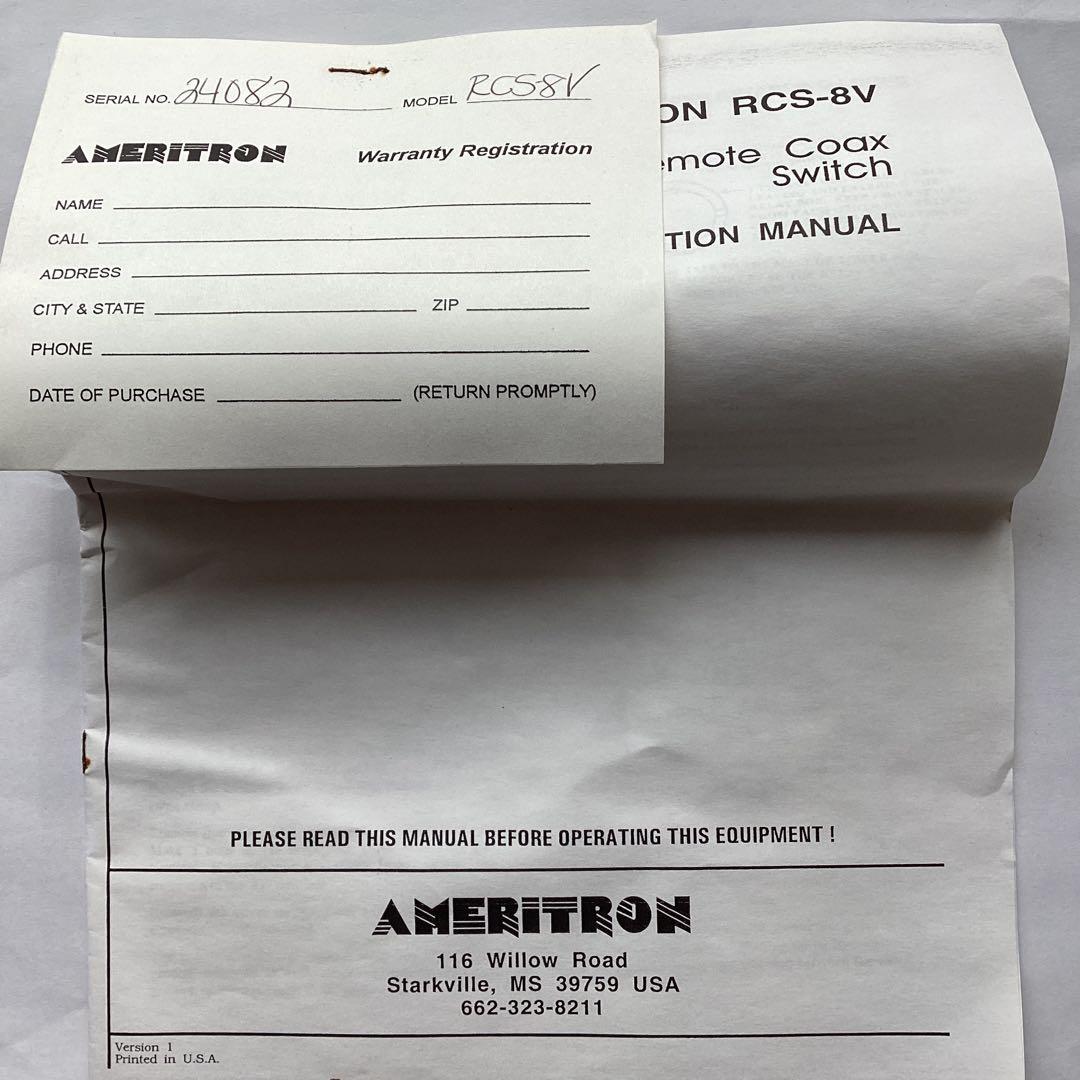 SERIAL NO. 24082 MODEL RCS-8V
AMERITRON Warranty Registration
NAME
CALL
ADDRESS
CITY & STATE ZIP
PHONE
DATE OF PURCHASE (RETURN PROMPTLY)
ON RCS-8V
emote Coax
Switch
TION MANUAL
PLEASE READ THIS MANUAL BEFORE OPERATING THIS EQUIPMENT !
AMERITRON
116 Willow Road
Starkville, MS 39759 USA
662-323-8211
Version 1
Printed in U.S.A.